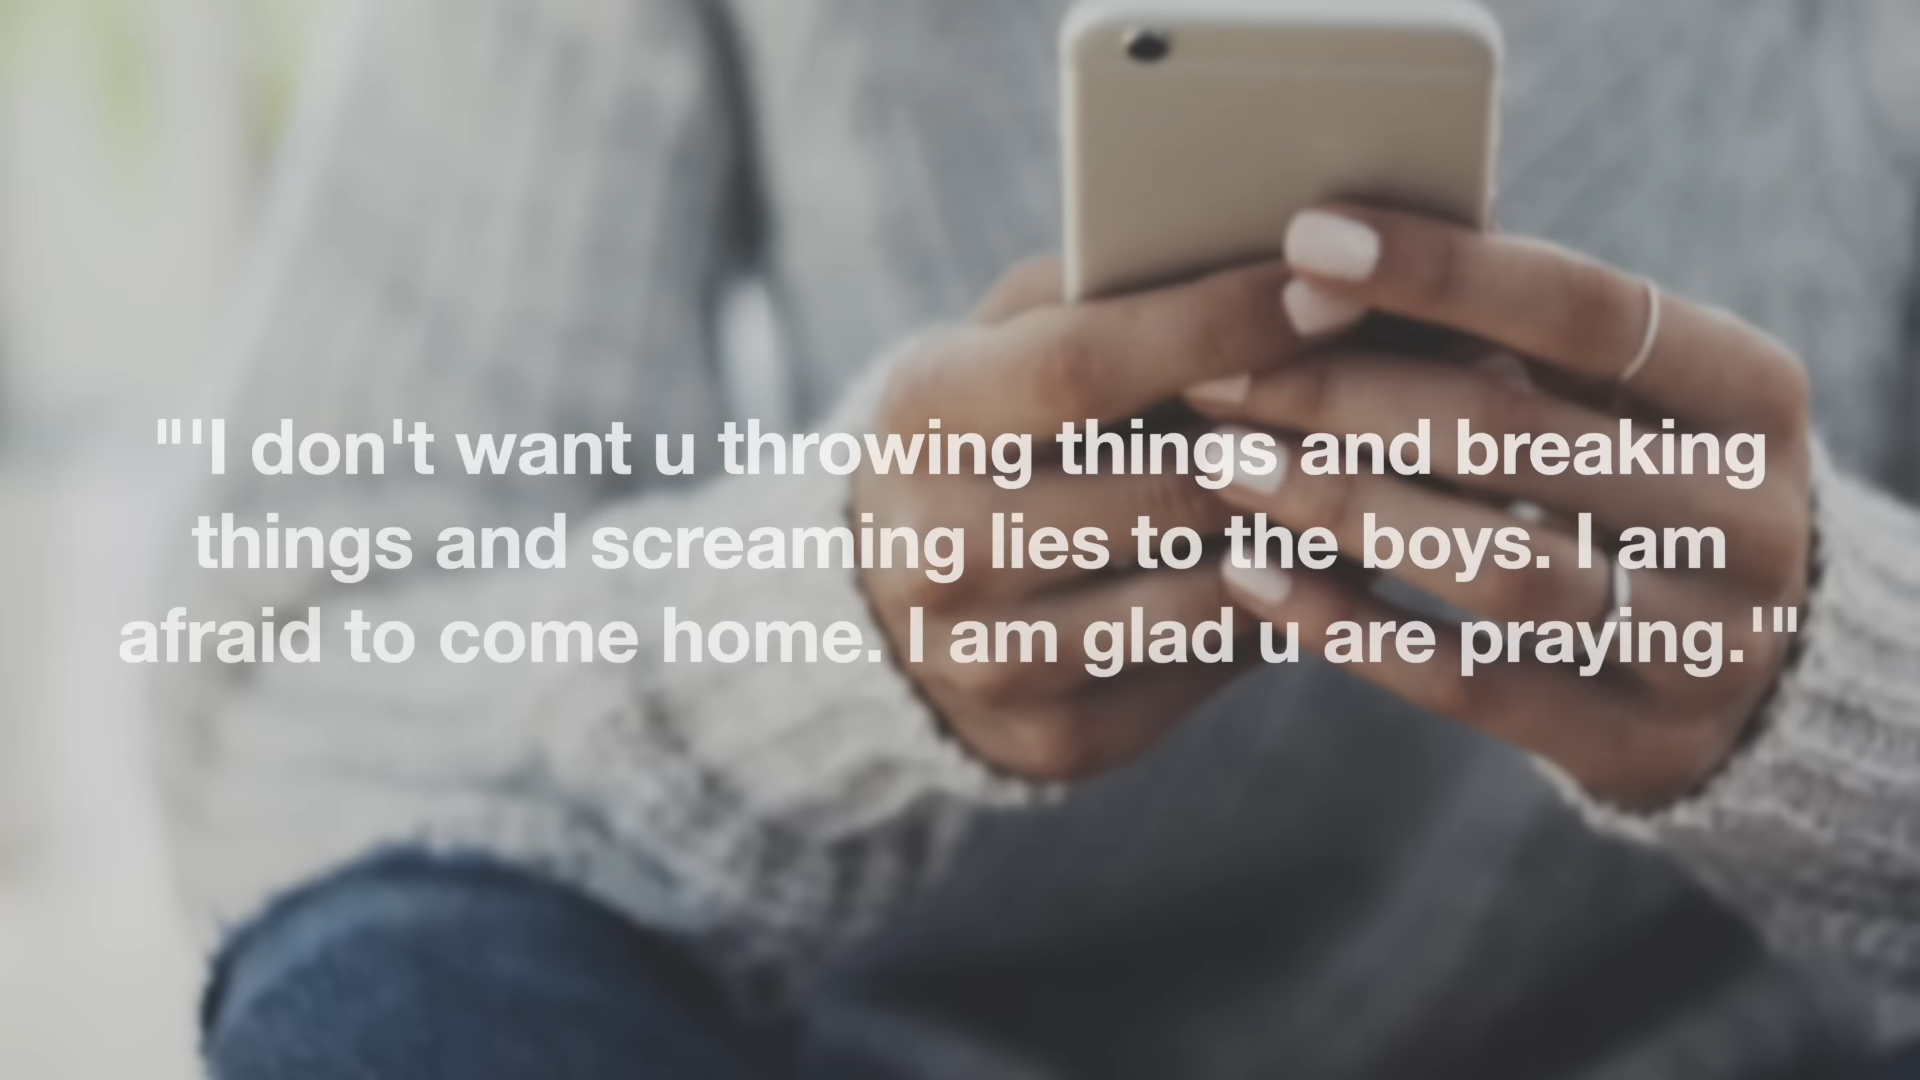 "'I don't want u throwing things and breaking
things and screaming lies to the boys. I am
afraid to come home. I am glad u are praying.'"